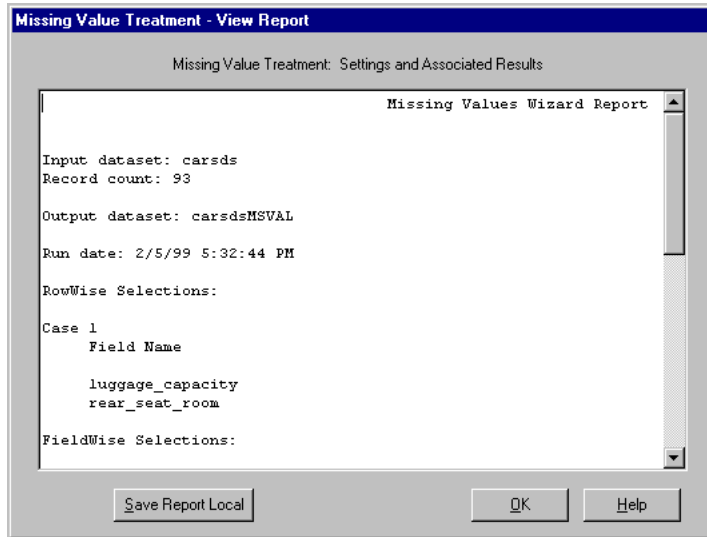 Missing Value Treatment - View Report
Missing Value Treatment: Settings and Associated Results
Missing Values Wizard Report
Input dataset: carsds
Record count: 93
Output dataset: carsdsMSVAL
Run date: 2/5/99 5:32:44 PM
RowWise Selections:
Case 1
Field Name
luggage_capacity
rear_seat_room
FieldWise Selections:
Save Report Local
OK
Help